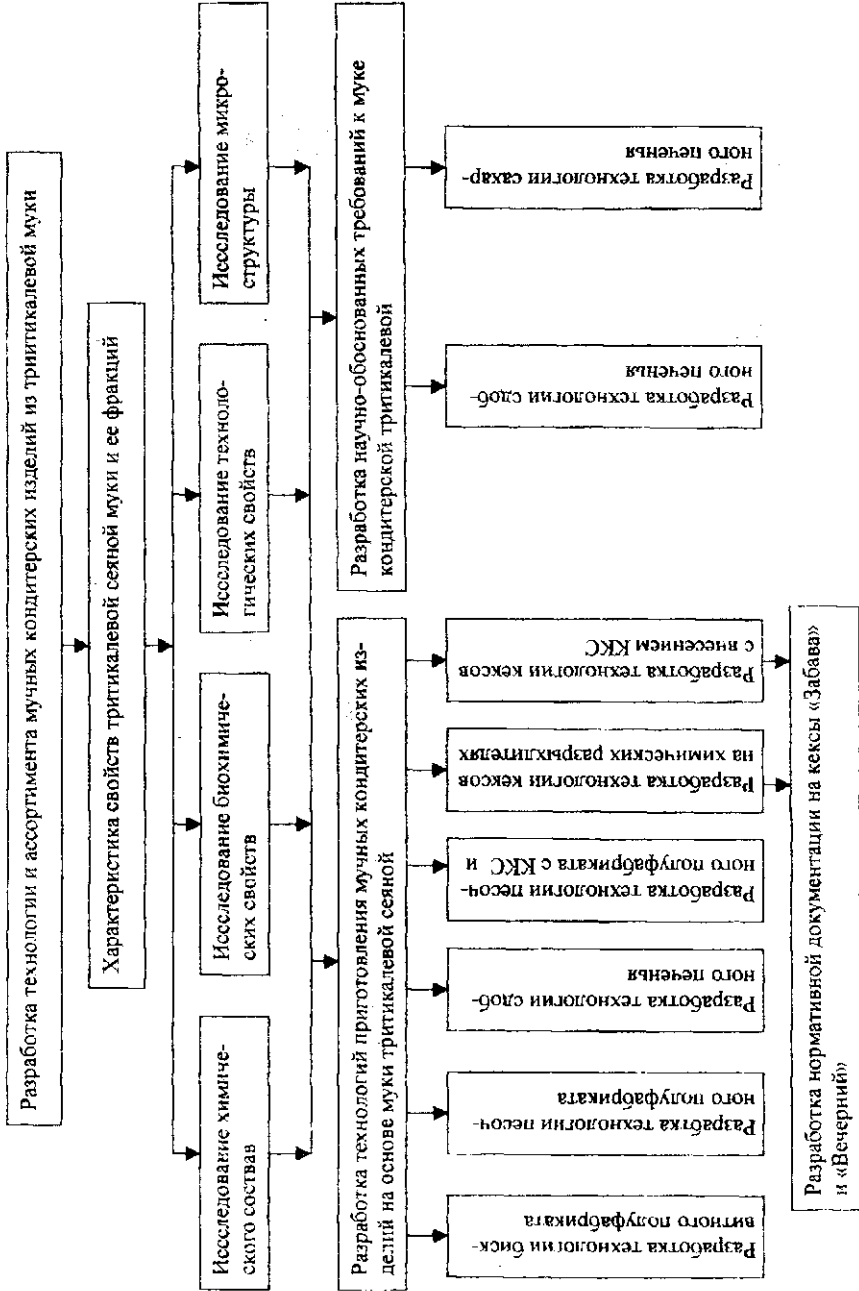 Разработка технологии и ассортимента мучных кондитерских изделий из триитикалевой муки
Характеристика свойств тритикалевой сеяной муки и ее фракций
Исследование химиче-
ского состава
Исследование биохимиче-
ских свойств
Исследование техноло-
гических свойств
Исследование микро-
структуры
Разработка технологий приготовления мучных кондитерских из-
делий на основе муки тритикалевой сеяной
Разработка научно-обоснованных требований к муке
кондитерской тритикалевой
Разработка технологии биск-
витного полуфабриката
Разработка технологии песоч-
ного полуфабриката
Разработка технологии сдоб-
ного печенья
Разработка технологии песоч-
ного полуфабриката с ККС и
Разработка технологии кексов
на химических разрыхлителях
Разработка технологии кексов
с внесением ККС
Разработка технологии сдоб-
ного печенья
Разработка технологии сахар-
ного печенья
Разработка нормативной документации на кексы «Забава»
и «Вечерний»